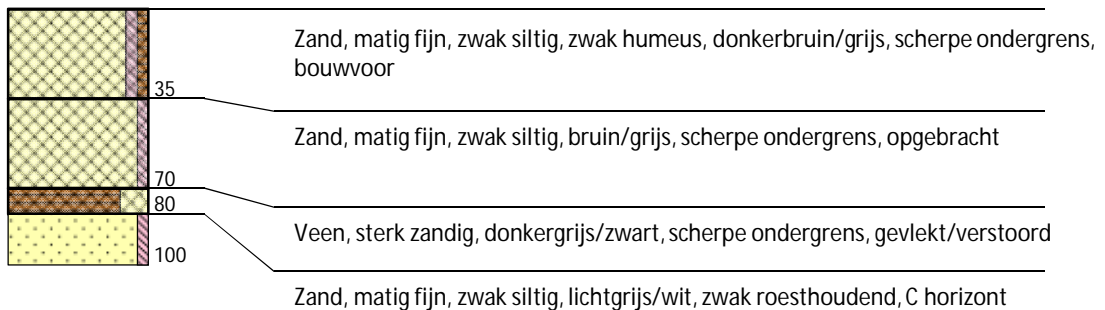 Zand, matig fijn, zwak siltig, zwak humeus, donkerbruin/grijs, scherpe ondergrens,
bouwvoor
35
Zand, matig fijn, zwak siltig, bruin/grijs, scherpe ondergrens, opgebracht
70
80
Veen, sterk zandig, donkergrijs/zwart, scherpe ondergrens, gevlekt/verstoord
100
Zand, matig fijn, zwak siltig, lichtgrijs/wit, zwak roesthoudend, C horizont